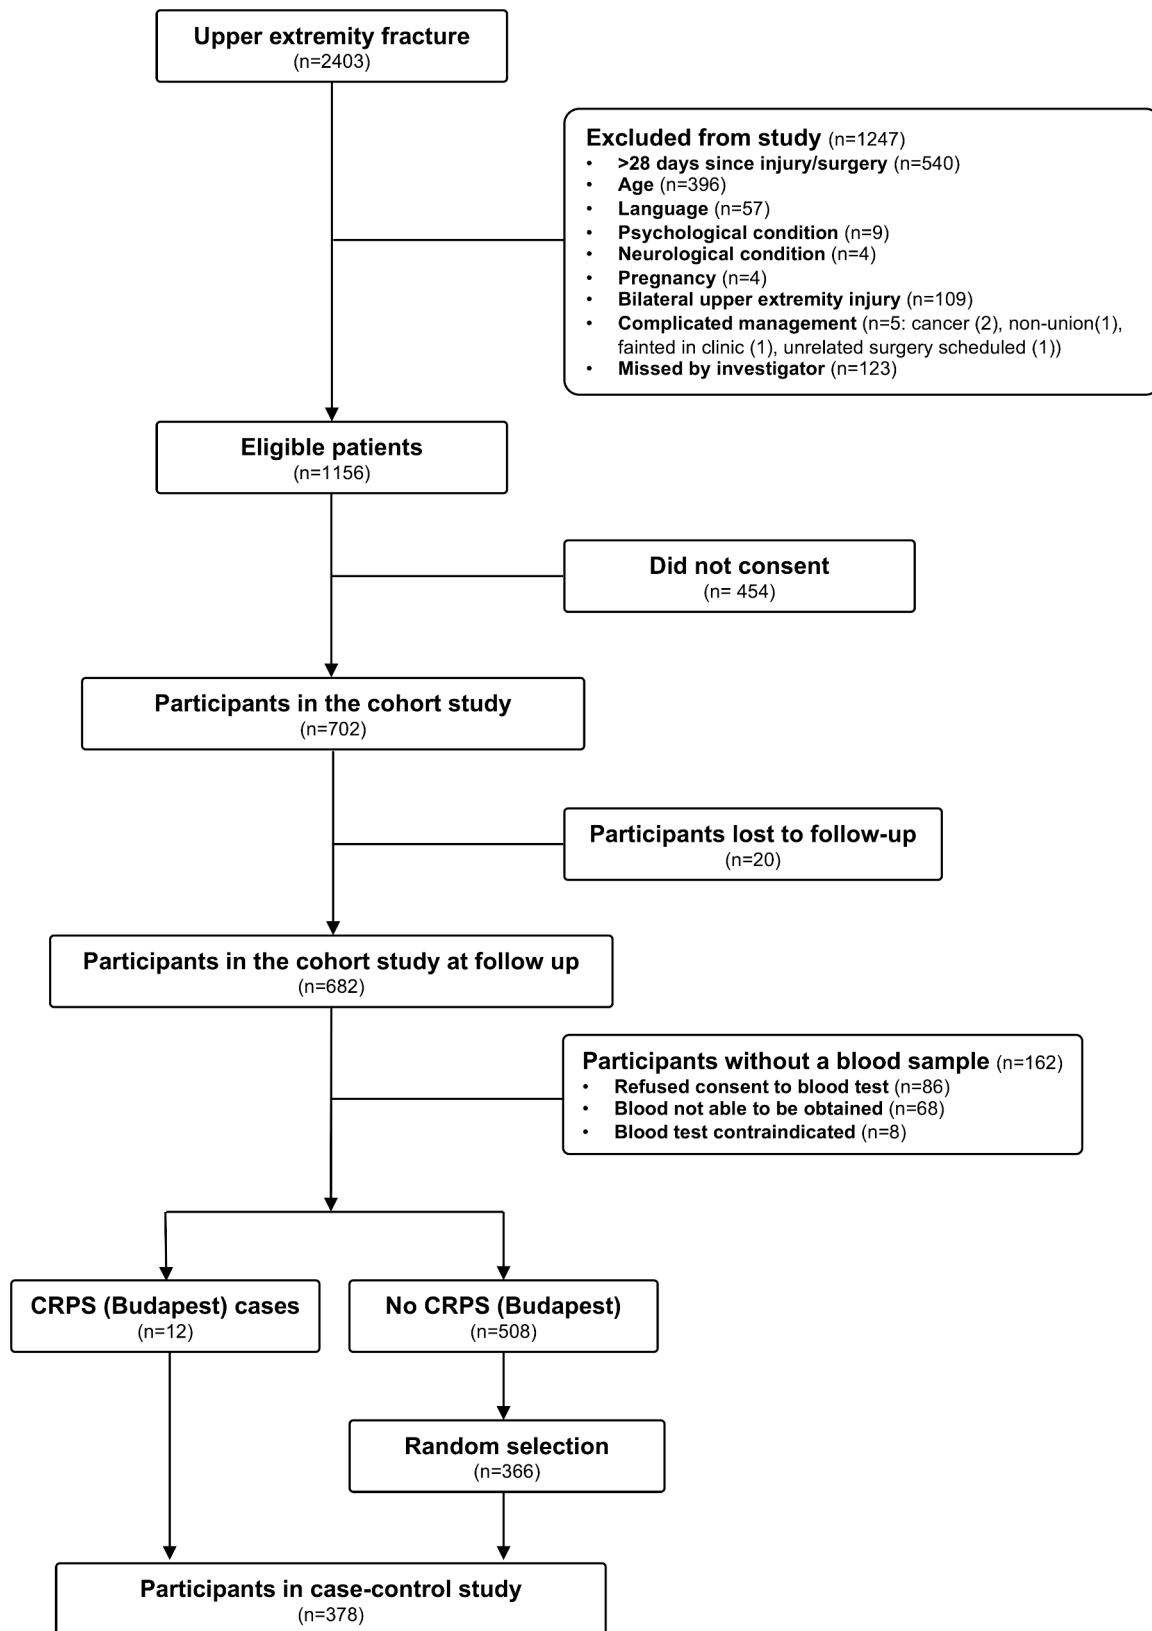 Upper extremity fracture
(n=2403)
Excluded from study (n=1247)
• >28 days since injury/surgery (n=540)
• Age (n=396)
• Language (n=57)
• Psychological condition (n=9)
• Neurological condition (n=4)
• Pregnancy (n=4)
• Bilateral upper extremity injury (n=109)
• Complicated management (n=5: cancer (2), non-union(1),
fainted in clinic (1), unrelated surgery scheduled (1))
• Missed by investigator (n=123)
Eligible patients
(n=1156)
Did not consent
(n= 454)
Participants in the cohort study
(n=702)
Participants lost to follow-up
(n=20)
Participants in the cohort study at follow up
(n=682)
Participants without a blood sample (n=162)
• Refused consent to blood test (n=86)
• Blood not able to be obtained (n=68)
• Blood test contraindicated (n=8)
CRPS (Budapest) cases
(n=12)
No CRPS (Budapest)
(n=508)
Random selection
(n=366)
Participants in case-control study
(n=378)